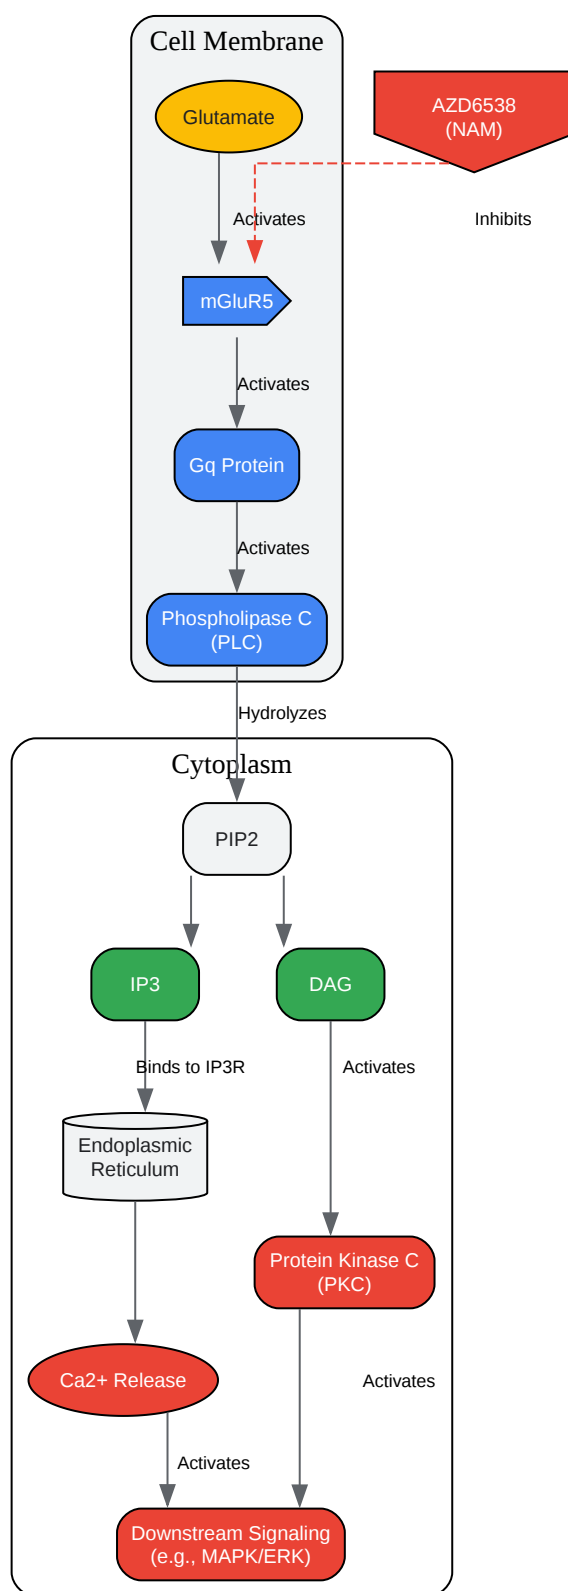 Cell Membrane
Glutamate
AZD6538
(NAM)
Activates
Inhibits
mGluR5
Activates
Gq Protein
Activates
Phospholipase C
(PLC)
Hydrolyzes
Cytoplasm
PIP2
IP3
DAG
Binds to IP3R
Activates
Endoplasmic
Reticulum
Protein Kinase C
(PKC)
Ca2+ Release
Activates
Activates
Downstream Signaling
(e.g., MAPK/ERK)